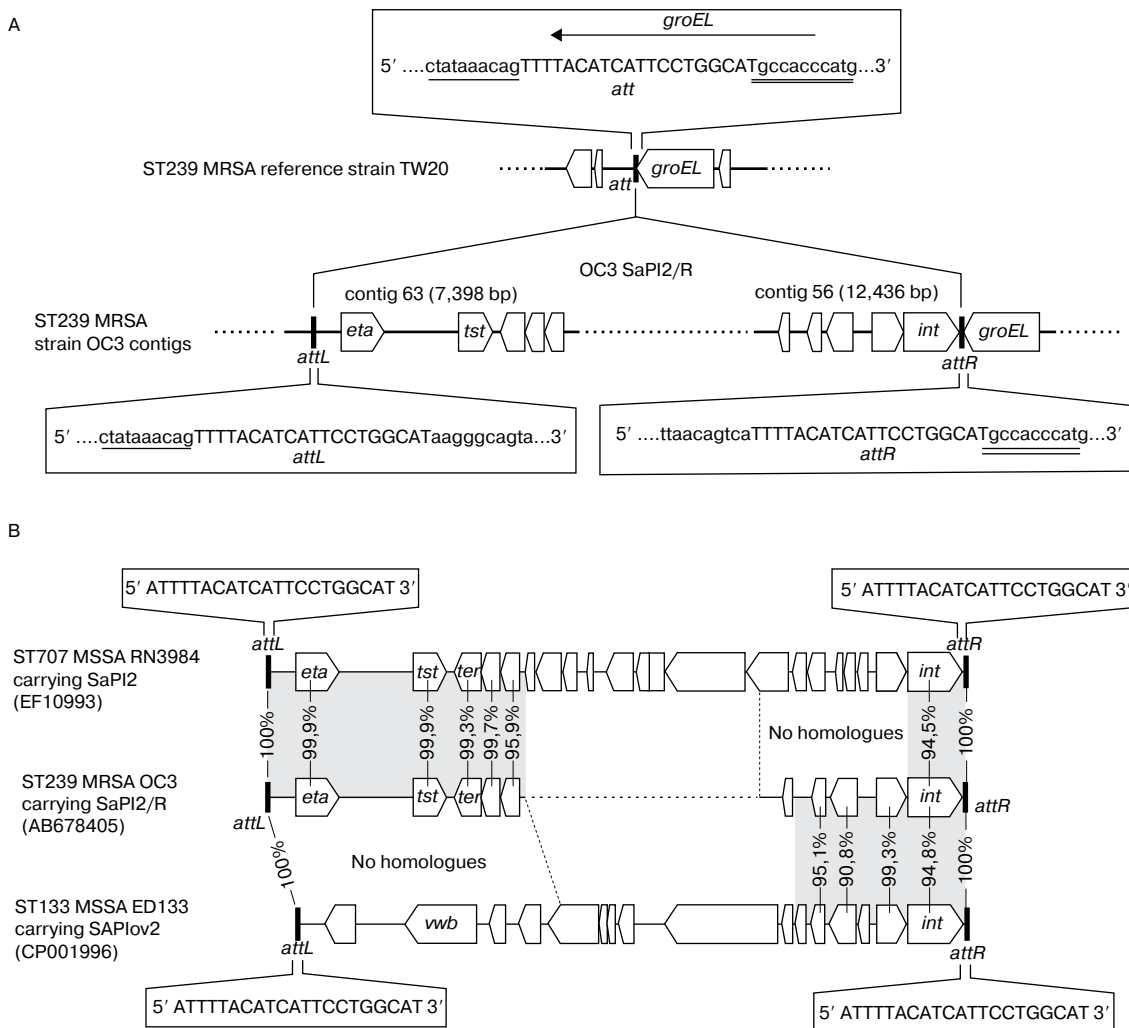 A
groEL
5′ ....ctataaacagTTTTACATCATTCCTGGCATgccacccatg...3′
att
ST239 MRSA reference strain TW20
groEL
att
OC3 SaPI2/R
contig 63 (7,398 bp)
contig 56 (12,436 bp)
ST239 MRSA
strain OC3 contigs
eta
tst
int
groEL
attL
attR
5′ ....ctataaacagTTTTACATCATTCCTGGCATaagggcagta...3′
attL
5′ ....ttaacagtcaTTTTACATCATTCCTGGCATgccacccatg...3′
attR
B
5′ ATTTTACATCATTCCTGGCAT 3′
5′ ATTTTACATCATTCCTGGCAT 3′
attL
attR
ST707 MSSA RN3984
carrying SaPI2
(EF10993)
eta
tst
ter
int
100%
99,9%
99,9%
99,3%
99,7%
95,9%
No homologues
94,5%
100%
ST239 MRSA OC3
carrying SaPI2/R
(AB678405)
eta
tst
ter
int
attL
attR
100%
No homologues
95,1%
90,8%
99,3%
94,8%
100%
ST133 MSSA ED133
carrying SAPIov2
(CP001996)
vwb
int
attL
attR
5′ ATTTTACATCATTCCTGGCAT 3′
5′ ATTTTACATCATTCCTGGCAT 3′